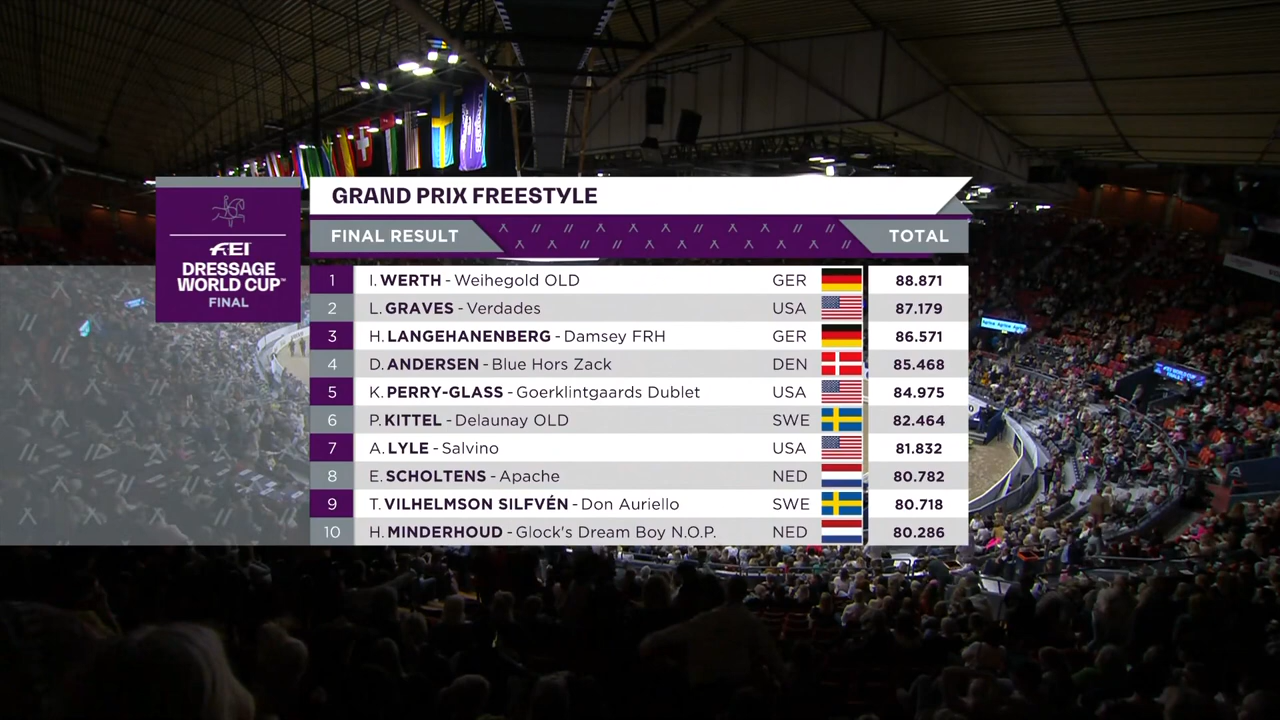 GRAND PRIX FREESTYLE
FEI
DRESSAGE
WORLD CUP™
FINAL
FINAL RESULT TOTAL
1 I. WERTH - Weihegold OLD GER 88.871
2 L. GRAVES - Verdades USA 87.179
3 H. LANGEHANENBERG - Damsey FRH GER 86.571
4 D. ANDERSEN - Blue Hors Zack DEN 85.468
5 K. PERRY-GLASS - Goerklintgaards Dublet USA 84.975
6 P. KITTEL - Delaunay OLD SWE 82.464
7 A. LYLE - Salvino USA 81.832
8 E. SCHOLTENS - Apache NED 80.782
9 T. VILHELMSON SILFVÉN - Don Auriello SWE 80.718
10 H. MINDERHOUD - Glock's Dream Boy N.O.P. NED 80.286